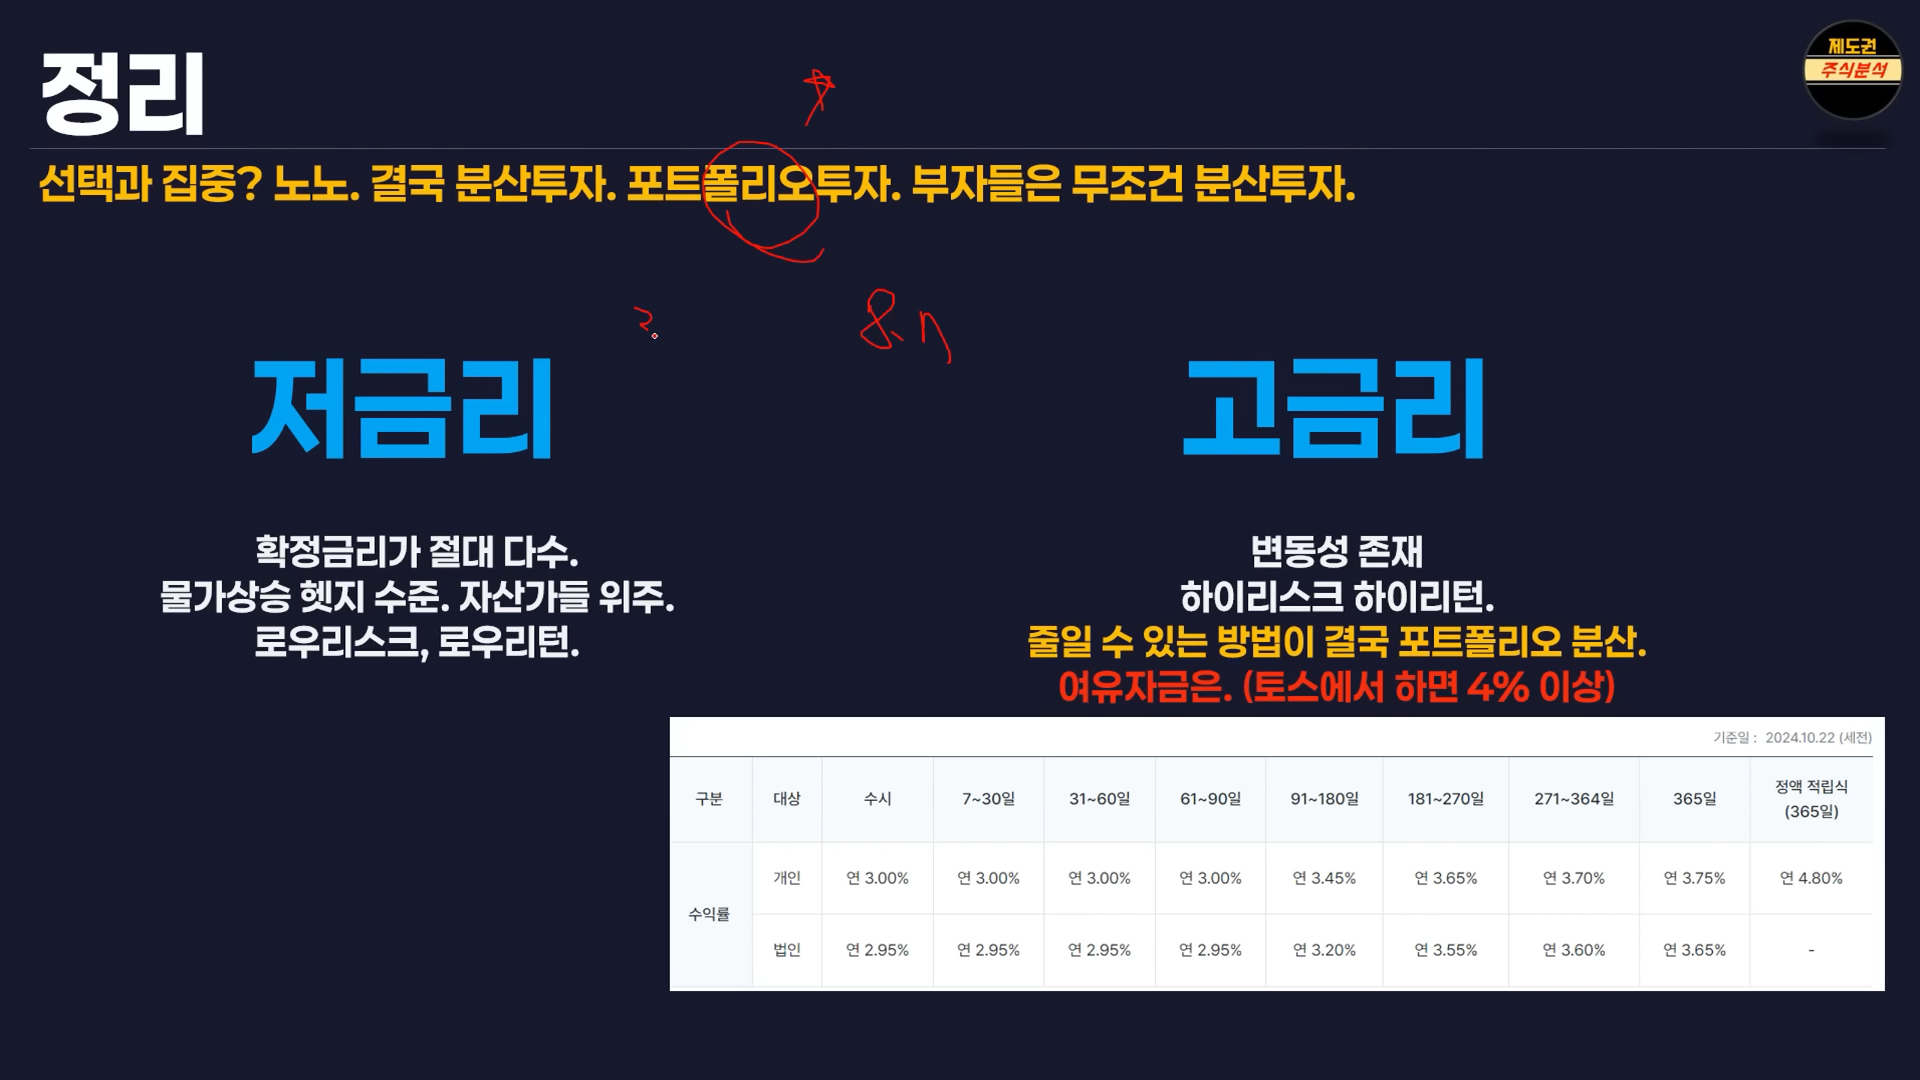 정리
제도권
주식분석
선택과 집중? 노노. 결국 분산투자. 포트폴리오투자. 부자들은 무조건 분산투자.
저금리
고금리
확정금리가 절대 다수.
물가상승 헷지 수준. 자산가들 위주.
로우리스크, 로우리턴.
변동성 존재
하이리스크 하이리턴.
줄일 수 있는 방법이 결국 포트폴리오 분산.
여유자금은. (토스에서 하면 4% 이상)
기준일 : 2024.10.22 (세전)
구분 대상 수시 7~30일 31~60일 61~90일 91~180일 181~270일 271~364일 365일 정액 적립식 (365일)
수익률
개인 연 3.00% 연 3.00% 연 3.00% 연 3.00% 연 3.45% 연 3.65% 연 3.70% 연 3.75% 연 4.80%
법인 연 2.95% 연 2.95% 연 2.95% 연 2.95% 연 3.20% 연 3.55% 연 3.60% 연 3.65% -